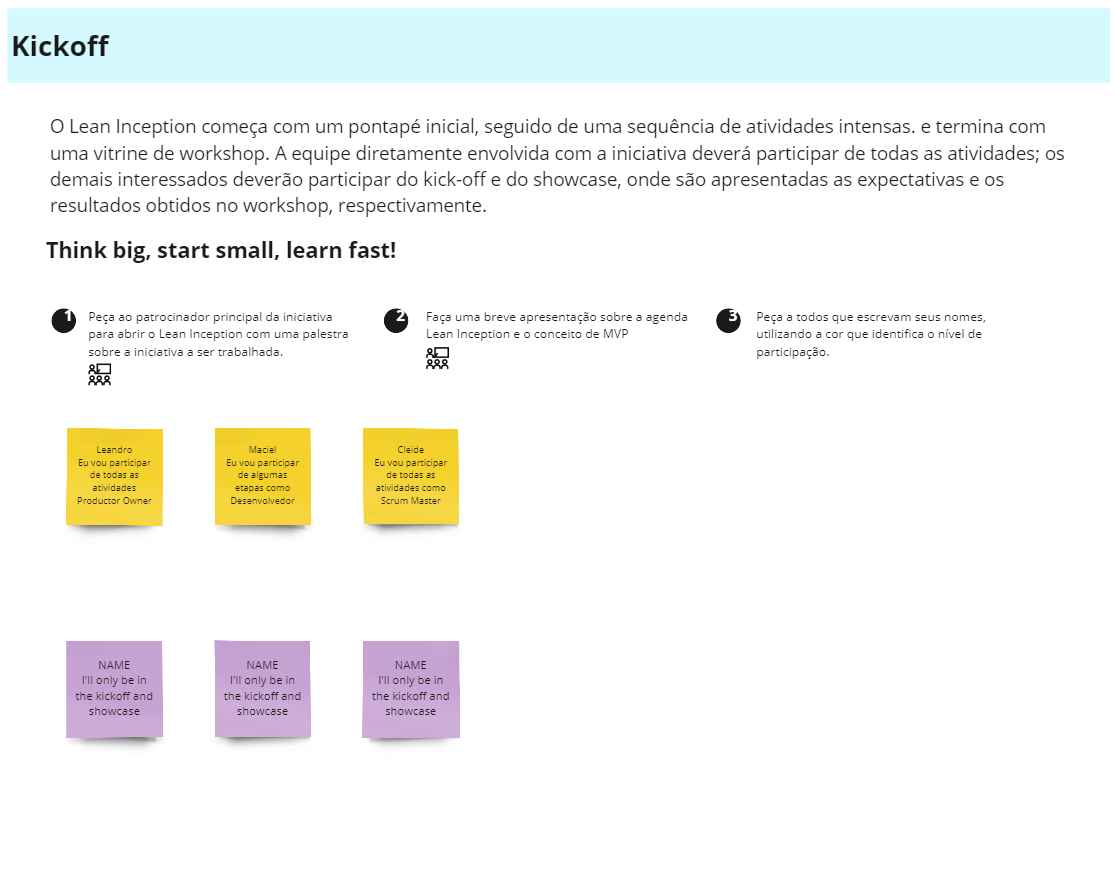 Kickoff
O Lean Inception começa com um pontapé inicial, seguido de uma sequência de atividades intensas. e termina com
uma vitrine de workshop. A equipe diretamente envolvida com a iniciativa deverá participar de todas as atividades; os
demais interessados deverão participar do kick-off e do showcase, onde são apresentadas as expectativas e os
resultados obtidos no workshop, respectivamente.
Think big, start small, learn fast!
1
Peça ao patrocinador principal da iniciativa
para abrir o Lean Inception com uma palestra
sobre a iniciativa a ser trabalhada.
2
Faça uma breve apresentação sobre a agenda
Lean Inception e o conceito de MVP
3
Peça a todos que escrevam seus nomes,
utilizando a cor que identifica o nível de
participação.
Leandro
Eu vou participar
de todas as
atividades
Productor Owner
Maciel
Eu vou participar
de algumas
etapas como
Desenvolvedor
Cleide
Eu vou participar
de todas as
atividades como
Scrum Master
NAME
I'll only be in
the kickoff and
showcase
NAME
I'll only be in
the kickoff and
showcase
NAME
I'll only be in
the kickoff and
showcase